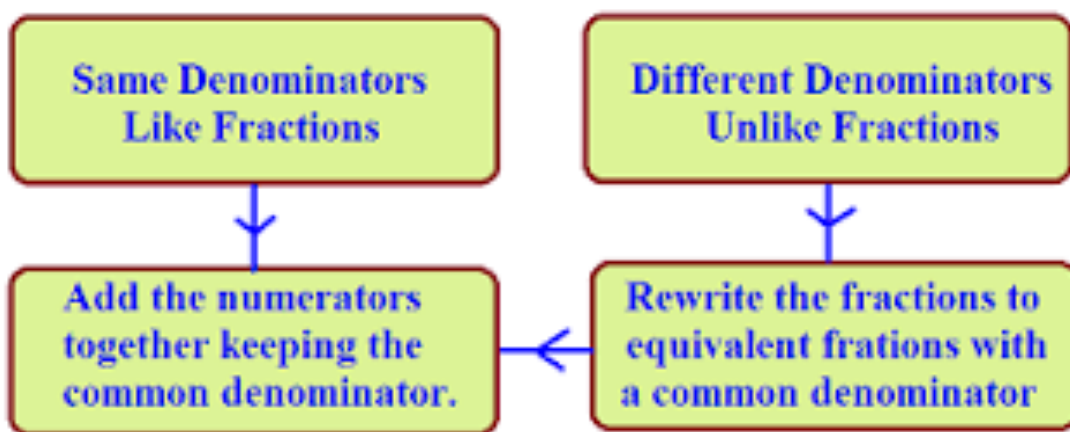 Same Denominators
Like Fractions
Different Denominators
Unlike Fractions
Add the numerators
together keeping the
common denominator.
Rewrite the fractions to
equivalent frations with
a common denominator